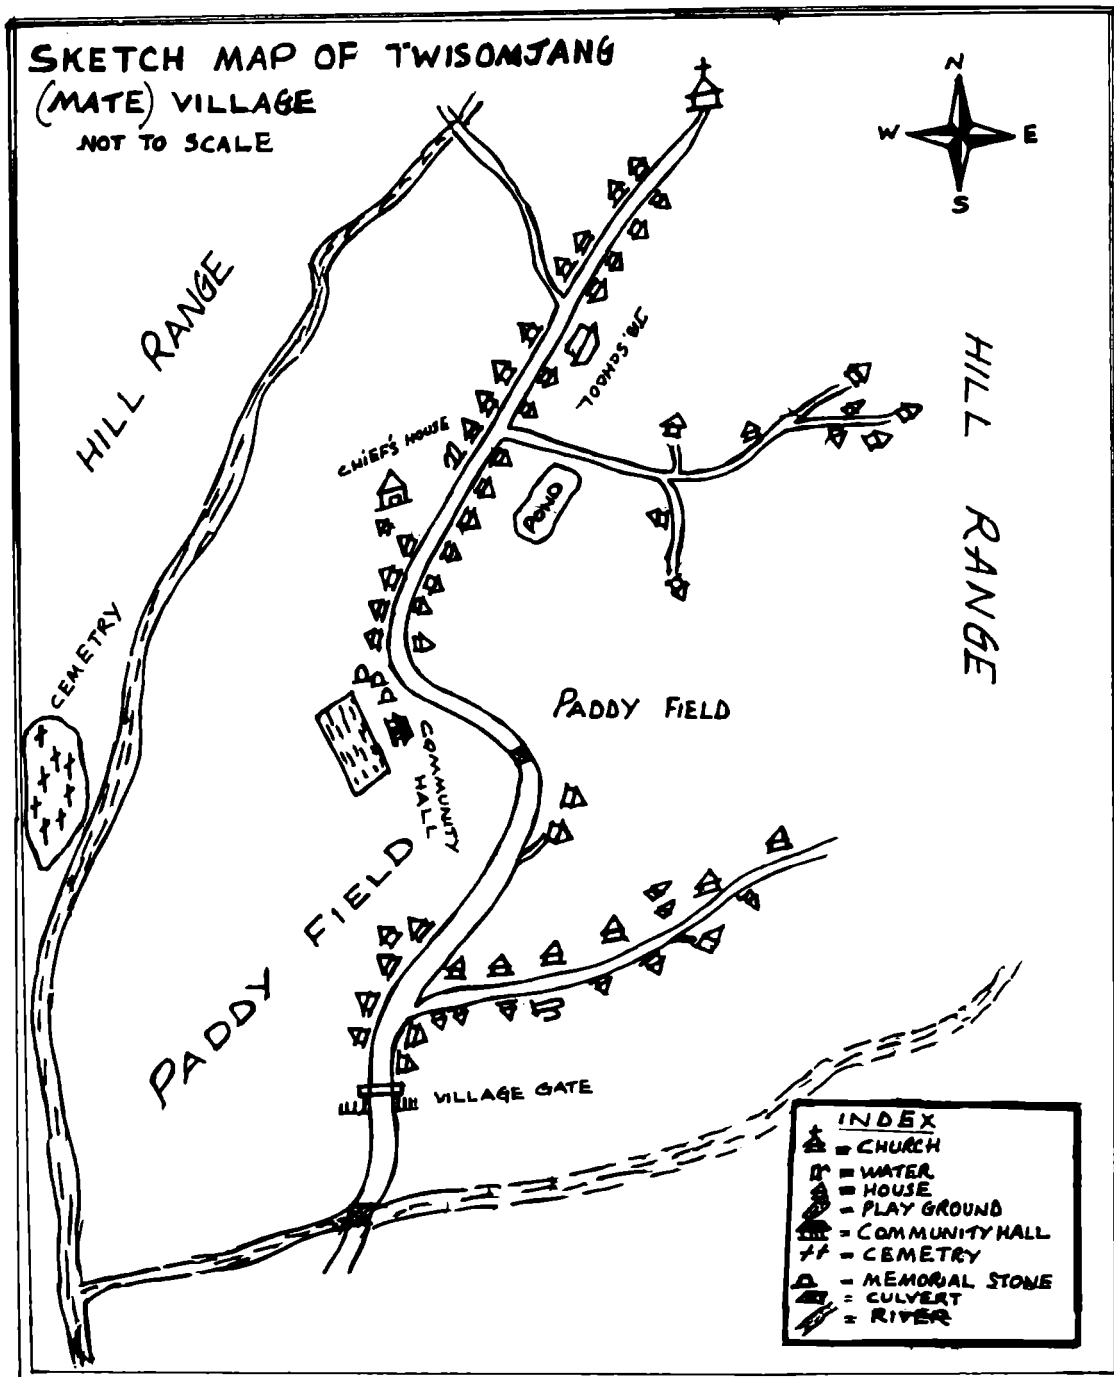 SKETCH MAP OF TWISOMJANG
(MATE) VILLAGE
NOT TO SCALE
N
W E
S
HILL RANGE
HILL RANGE
JB. SCHOOL
CHIEF'S HOUSE
POND
CEMETRY
PADDY FIELD
COMMUNITY
HALL
PADDY FIELD
VILLAGE GATE
INDEX
= CHURCH
= WATER
= HOUSE
= PLAY GROUND
= COMMUNITY HALL
= CEMETRY
= MEMORIAL STONE
= CULVERT
= RIVER